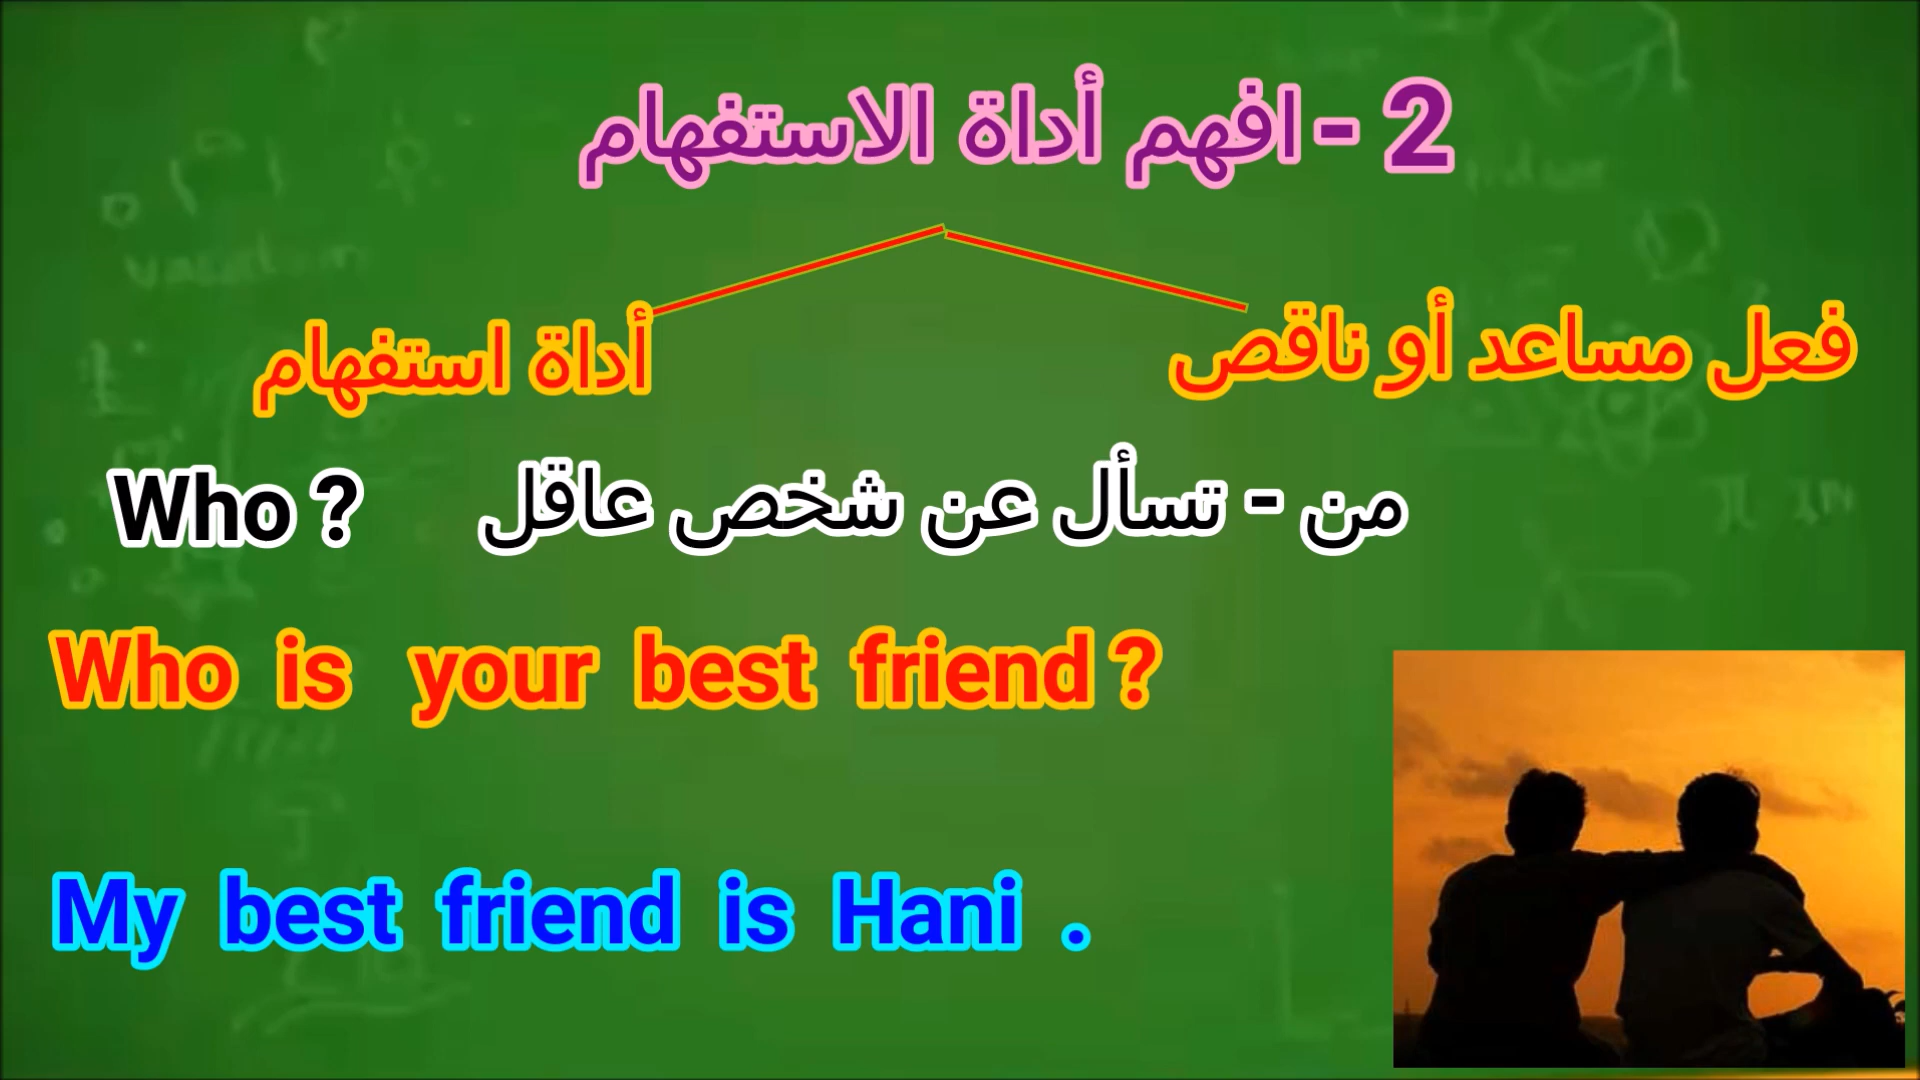 2 - افهم أداة الاستفهام
فعل مساعد أو ناقص
أداة استفهام
Who ? من - تسأل عن شخص عاقل
Who is your best friend ?
My best friend is Hani .